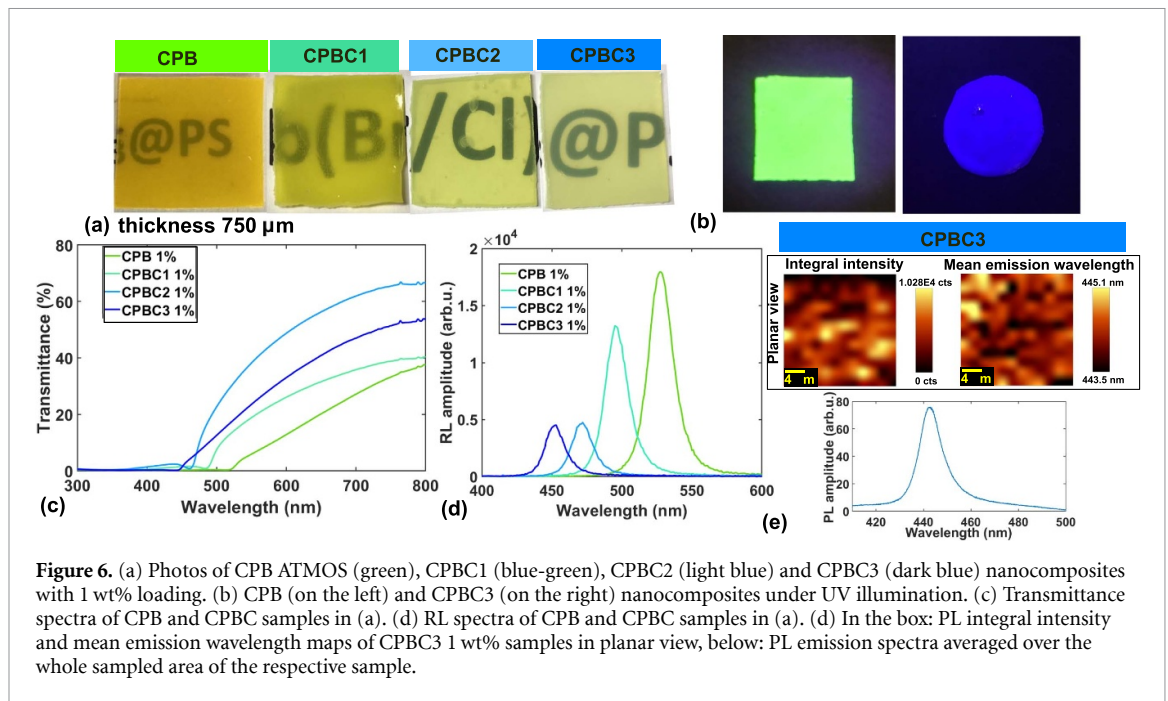 CPB
CPBC1
CPBC2
CPBC3
@PS
b(B
/Cl)
@P
(a) thickness 750 µm
(b)
80
60
40
20
0
Transmittance (%)
CPB 1%
CPBC1 1%
CPBC2 1%
CPBC3 1%
300 400 500 600 700 800
Wavelength (nm)
(c)
×10⁴
2
1.5
1
0.5
0
RL amplitude (arb.u.)
CPB 1%
CPBC1 1%
CPBC2 1%
CPBC3 1%
400 450 500 550 600
Wavelength (nm)
(d)
CPBC3
Integral intensity
Mean emission wavelength
Planar view
1.028E4 cts
0 cts
4 m
445.1 nm
443.5 nm
4 m
80
60
40
20
0
PL amplitude (arb.u.)
420 440 460 480 500
Wavelength (nm)
(e)
Figure 6. (a) Photos of CPB ATMOS (green), CPBC1 (blue-green), CPBC2 (light blue) and CPBC3 (dark blue) nanocomposites
with 1 wt% loading. (b) CPB (on the left) and CPBC3 (on the right) nanocomposites under UV illumination. (c) Transmittance
spectra of CPB and CPBC samples in (a). (d) RL spectra of CPB and CPBC samples in (a). (d) In the box: PL integral intensity
and mean emission wavelength maps of CPBC3 1 wt% samples in planar view, below: PL emission spectra averaged over the
whole sampled area of the respective sample.